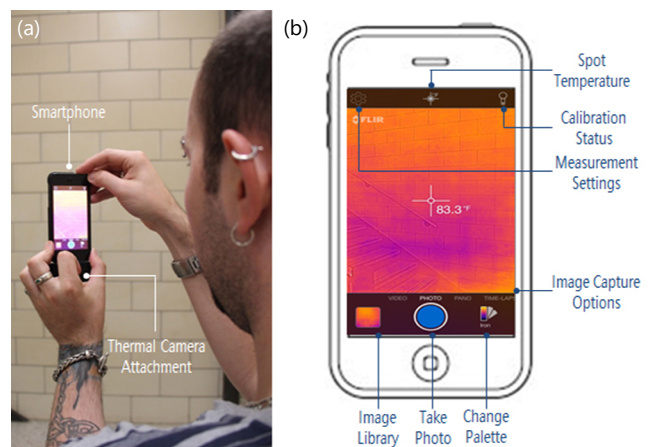 (a)
Smartphone
Thermal Camera
Attachment
(b)
Spot
Temperature
Calibration
Status
Measurement
Settings
FLIR
83.3 °F
Image Capture
Options
VIDEO PHOTO PANO TIME-LAPS
Iron
Image
Library
Take
Photo
Change
Palette